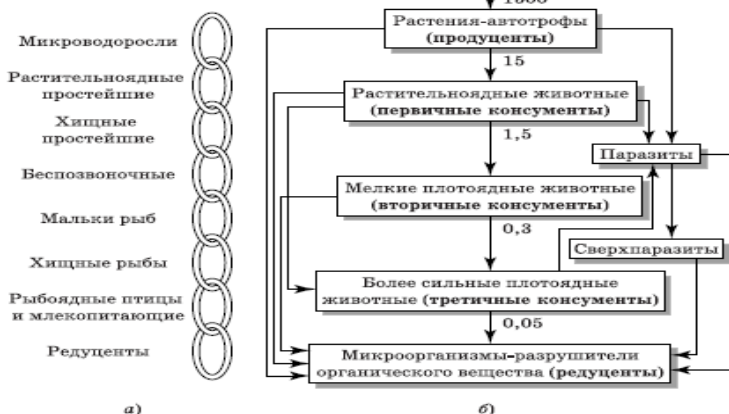 Микроводоросли
Растительноядные
простейшие
Хищные
простейшие
Беспозвоночные
Мальки рыб
Хищные рыбы
Рыбоядные птицы
и млекопитающие
Редуценты
а)
1500
Растения-автотрофы
(продуценты)
15
Растительноядные животные
(первичные консументы)
1,5
Паразиты
Мелкие плотоядные животные
(вторичные консументы)
0,3
Сверхпаразиты
Более сильные плотоядные
животные (третичные консументы)
0,05
Микроорганизмы-разрушители
органического вещества (редуценты)
б)